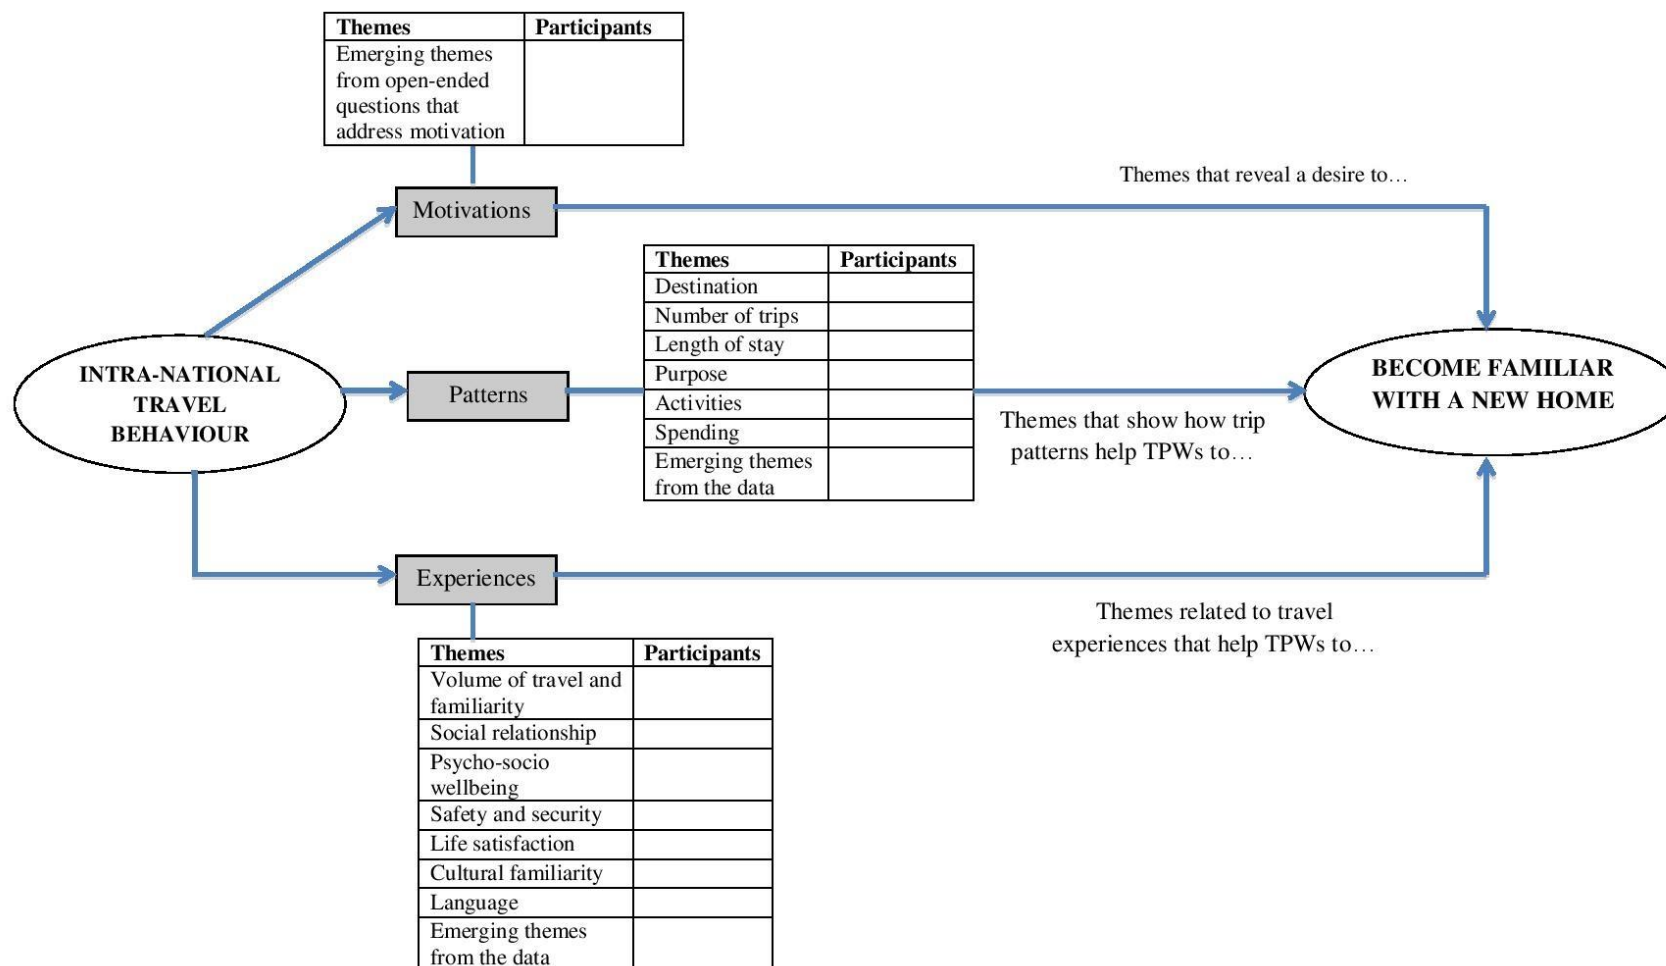 Themes Participants
Emerging themes
from open-ended
questions that
address motivation
Themes that reveal a desire to…
Motivations
Themes Participants
Destination
Number of trips
Length of stay
Purpose
Activities
Spending
Emerging themes
from the data
INTRA-NATIONAL
TRAVEL
BEHAVIOUR
Patterns
Themes that show how trip
patterns help TPWs to…
BECOME FAMILIAR
WITH A NEW HOME
Experiences
Themes related to travel
experiences that help TPWs to…
Themes Participants
Volume of travel and
familiarity
Social relationship
Psycho-socio
wellbeing
Safety and security
Life satisfaction
Cultural familiarity
Language
Emerging themes
from the data